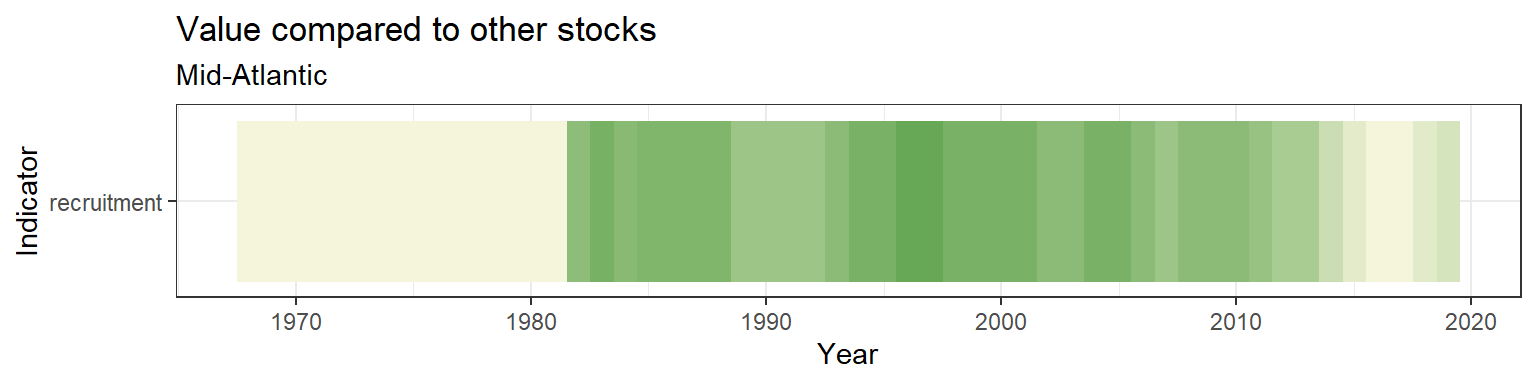 Value compared to other stocks
Mid-Atlantic
Indicator
recruitment
1970 1980 1990 2000 2010 2020
Year